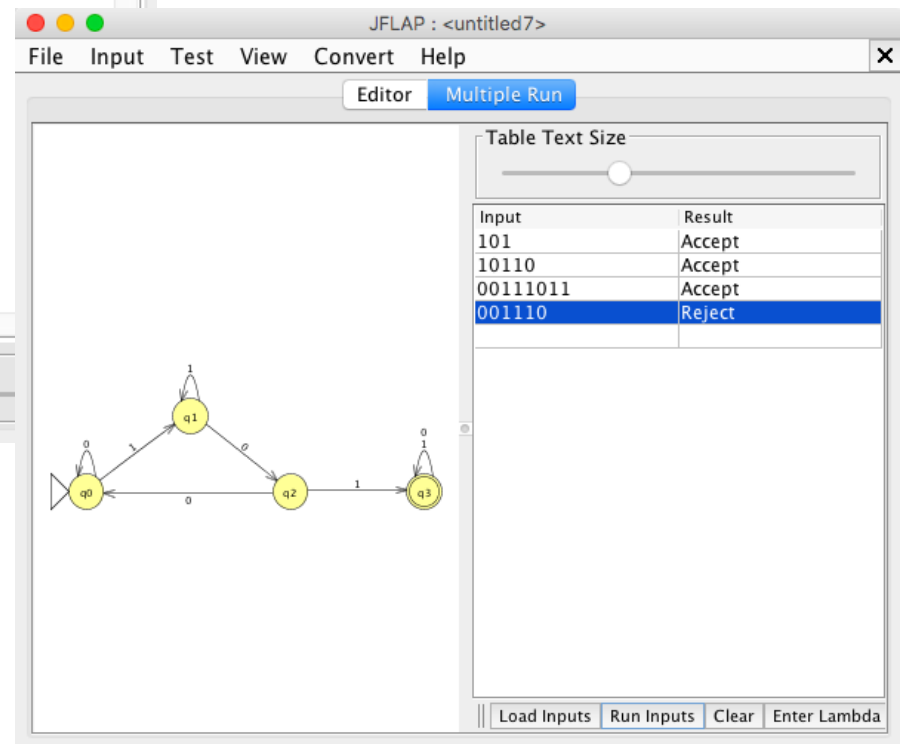 JFLAP : <untitled7>
File Input Test View Convert Help
Editor Multiple Run
Table Text Size
Input Result
101 Accept
10110 Accept
00111011 Accept
001110 Reject
1
q1
0
1
0
0
1
q0
0
q2
1
q3
Load Inputs Run Inputs Clear Enter Lambda